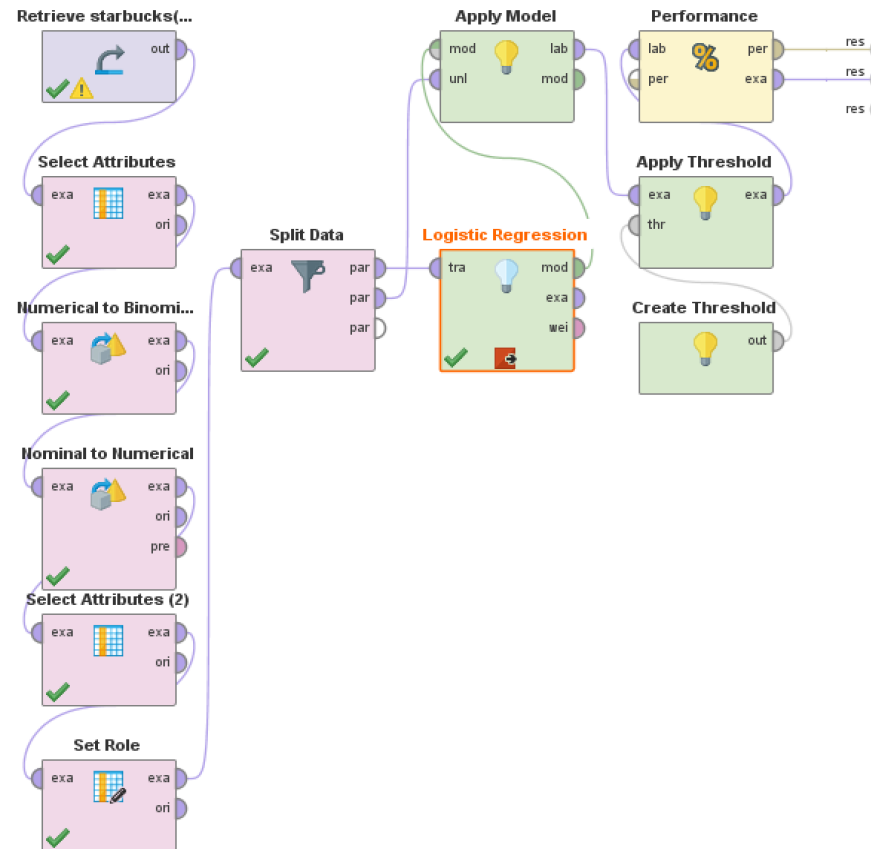 Retrieve starbucks(...
out
Select Attributes
exa exa
ori
Numerical to Binomi...
exa exa
ori
Nominal to Numerical
exa exa
ori
pre
Select Attributes (2)
exa exa
ori
Set Role
exa exa
ori
Split Data
exa par
par
par
Apply Model
mod lab
unl mod
Logistic Regression
tra mod
exa
wei
Performance
lab per
per exa
res
res
res
Apply Threshold
exa exa
thr
Create Threshold
out